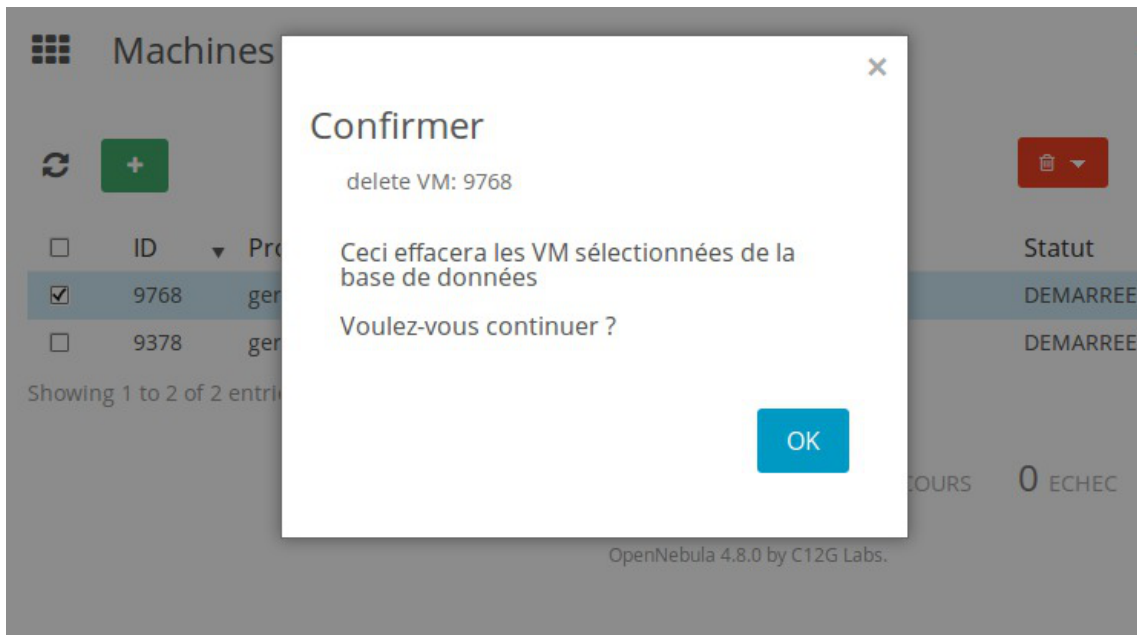 Machines
×
Confirmer
delete VM: 9768
ID
Statut
Ceci effacera les VM sélectionnées de la
base de données
9768
DEMARREE
Voulez-vous continuer ?
9378
DEMARREE
Showing 1 to 2 of 2
OK
0 ECHEC
OpenNebula 4.8.0 by C12G Labs.